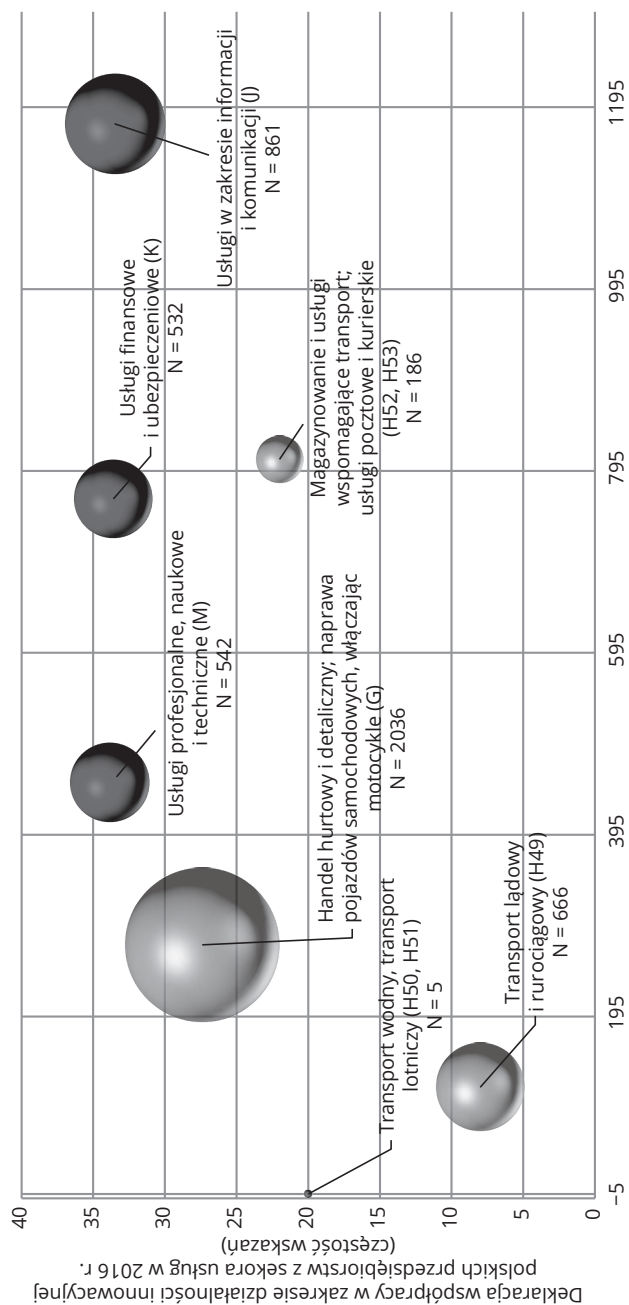 Deklaracja współpracy w zakresie działalności innowacyjnej
polskich przedsiębiorstw z sekora usług w 2016 r.
(częstość wskazań)
40
35
30
25
20
15
10
5
0
-5
195
395
595
795
995
1195
Transport wodny, transport
lotniczy (H50, H51)
N = 5
Transport lądowy
i rurociągowy (H49)
N = 666
Handel hurtowy i detaliczny; naprawa
pojazdów samochodowych, włączając
motocykle (G)
N = 2036
Usługi profesjonalne, naukowe
i techniczne (M)
N = 542
Usługi finansowe
i ubezpieczeniowe (K)
N = 532
Magazynowanie i usługi
wspomagające transport;
usługi pocztowe i kurierskie
(H52, H53)
N = 186
Usługi w zakresie informacji
i komunikacji (J)
N = 861